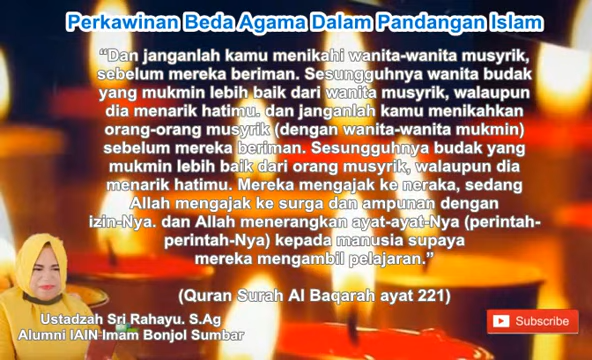 Perkawinan Beda Agama Dalam Pandangan Islam
“Dan janganlah kamu menikahi wanita-wanita musyrik,
sebelum mereka beriman. Sesungguhnya wanita budak
yang mukmin lebih baik dari wanita musyrik, walaupun
dia menarik hatimu. dan janganlah kamu menikahkan
orang-orang musyrik (dengan wanita-wanita mukmin)
sebelum mereka beriman. Sesungguhnya budak yang
mukmin lebih baik dari orang musyrik, walaupun dia
menarik hatimu. Mereka mengajak ke neraka, sedang
Allah mengajak ke surga dan ampunan dengan
izin-Nya. dan Allah menerangkan ayat-ayat-Nya (perintah-
perintah-Nya) kepada manusia supaya
mereka mengambil pelajaran.”
(Quran Surah Al Baqarah ayat 221)
Ustadzah Sri Rahayu. S.Ag
Alumni IAIN Imam Bonjol Sumbar
Subscribe